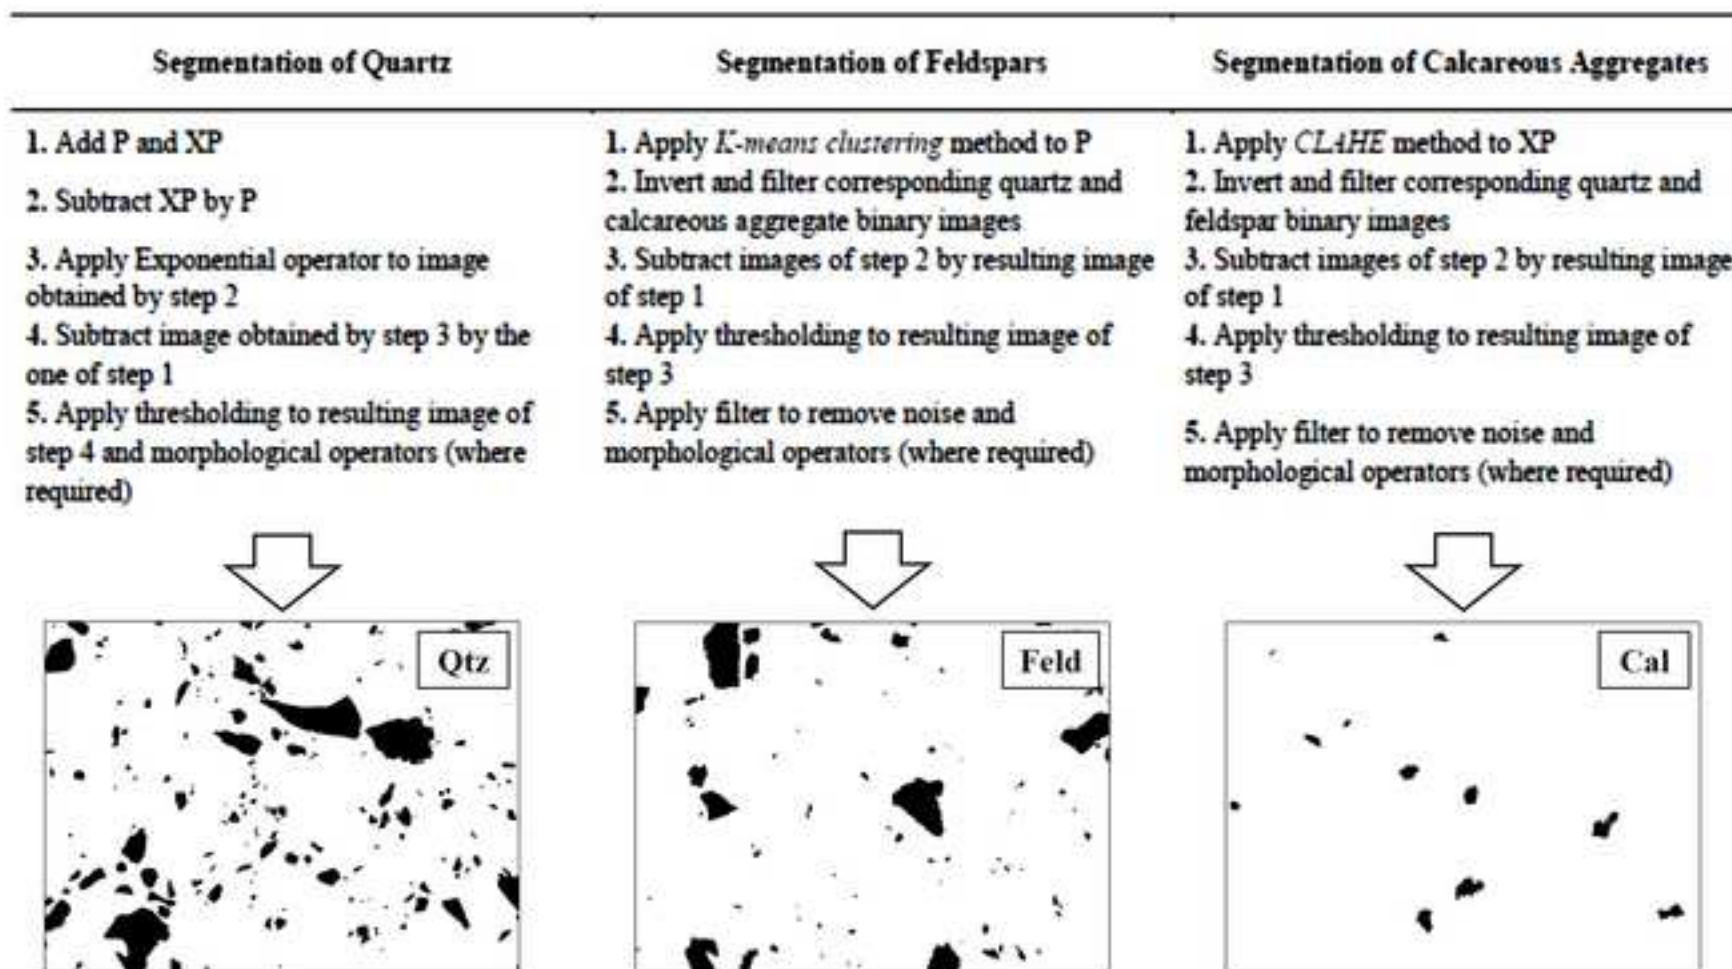 Segmentation of Quartz
Segmentation of Feldspars
Segmentation of Calcareous Aggregates
1. Add P and XP
2. Subtract XP by P
3. Apply Exponential operator to image
obtained by step 2
4. Subtract image obtained by step 3 by the
one of step 1
5. Apply thresholding to resulting image of
step 4 and morphological operators (where
required)
1. Apply K-means clustering method to P
2. Invert and filter corresponding quartz and
calcareous aggregate binary images
3. Subtract images of step 2 by resulting image
of step 1
4. Apply thresholding to resulting image of
step 3
5. Apply filter to remove noise and
morphological operators (where required)
1. Apply CLAHE method to XP
2. Invert and filter corresponding quartz and
feldspar binary images
3. Subtract images of step 2 by resulting image
of step 1
4. Apply thresholding to resulting image of
step 3
5. Apply filter to remove noise and
morphological operators (where required)
Qtz
Feld
Cal